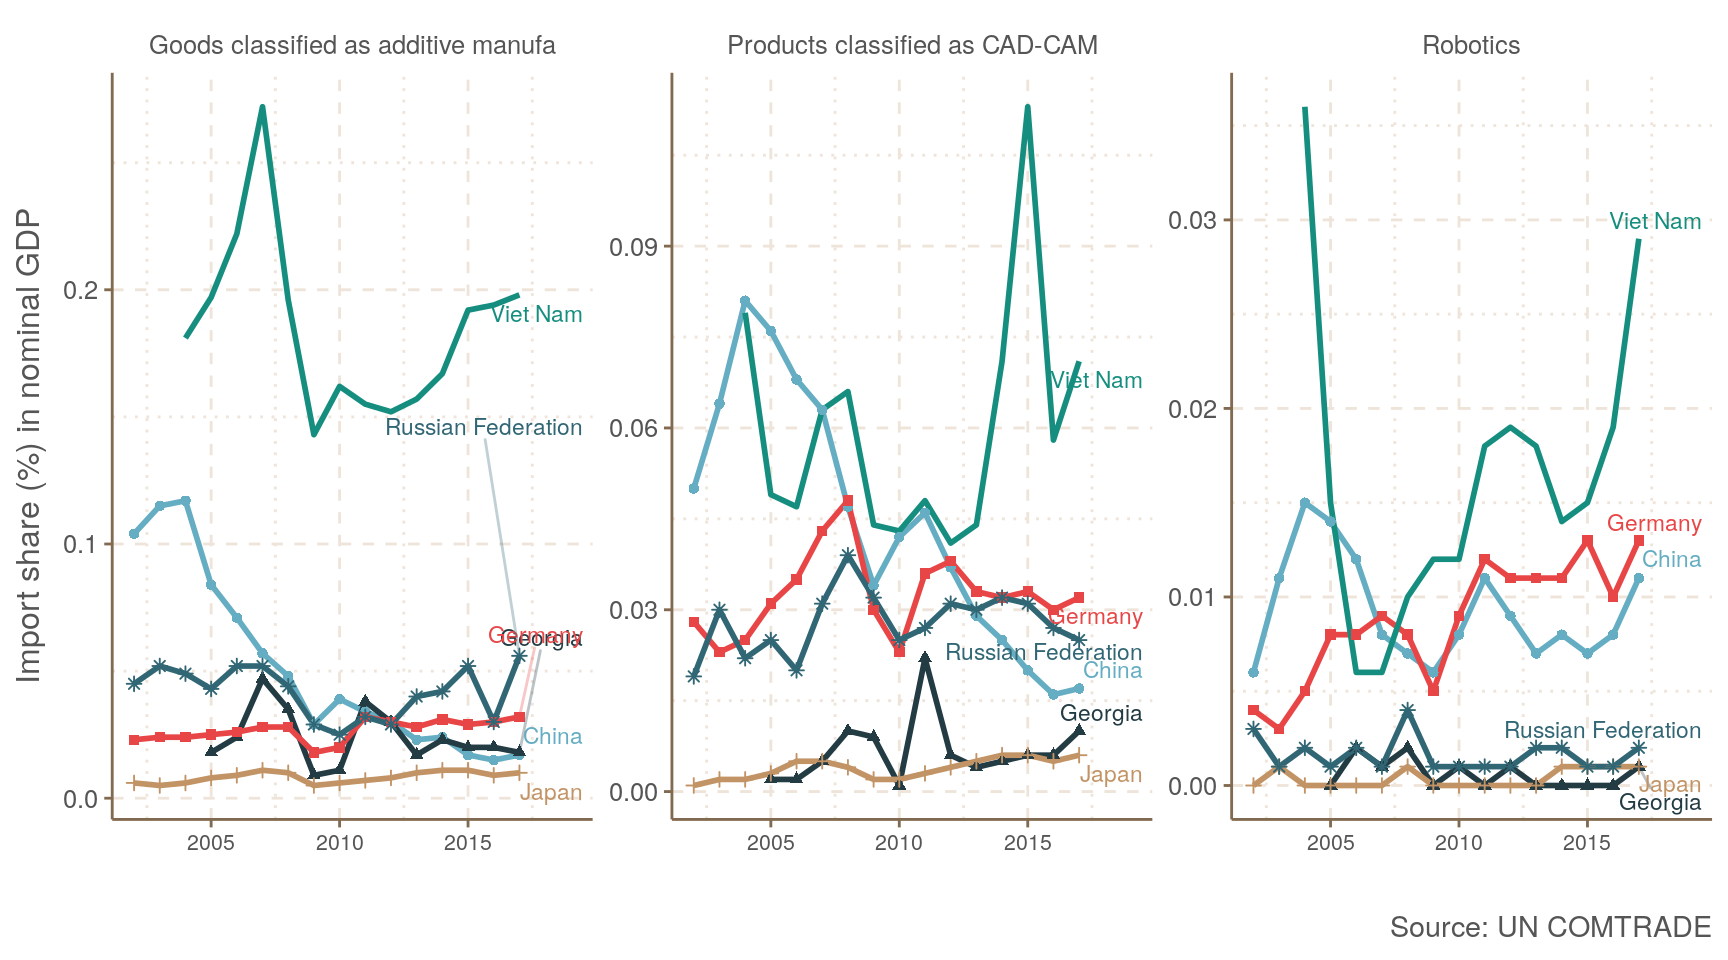 Goods classified as additive manufa
Products classified as CAD-CAM
Robotics
Import share (%) in nominal GDP
0.2
0.1
0.0
Viet Nam
Russian Federation
Germany
Georgia
China
Japan
2005
2010
2015
0.09
0.06
0.03
0.00
Viet Nam
Germany
Russian Federation
China
Georgia
Japan
2005
2010
2015
0.03
0.02
0.01
0.00
Viet Nam
Germany
China
Russian Federation
Japan
Georgia
2005
2010
2015
Source: UN COMTRADE